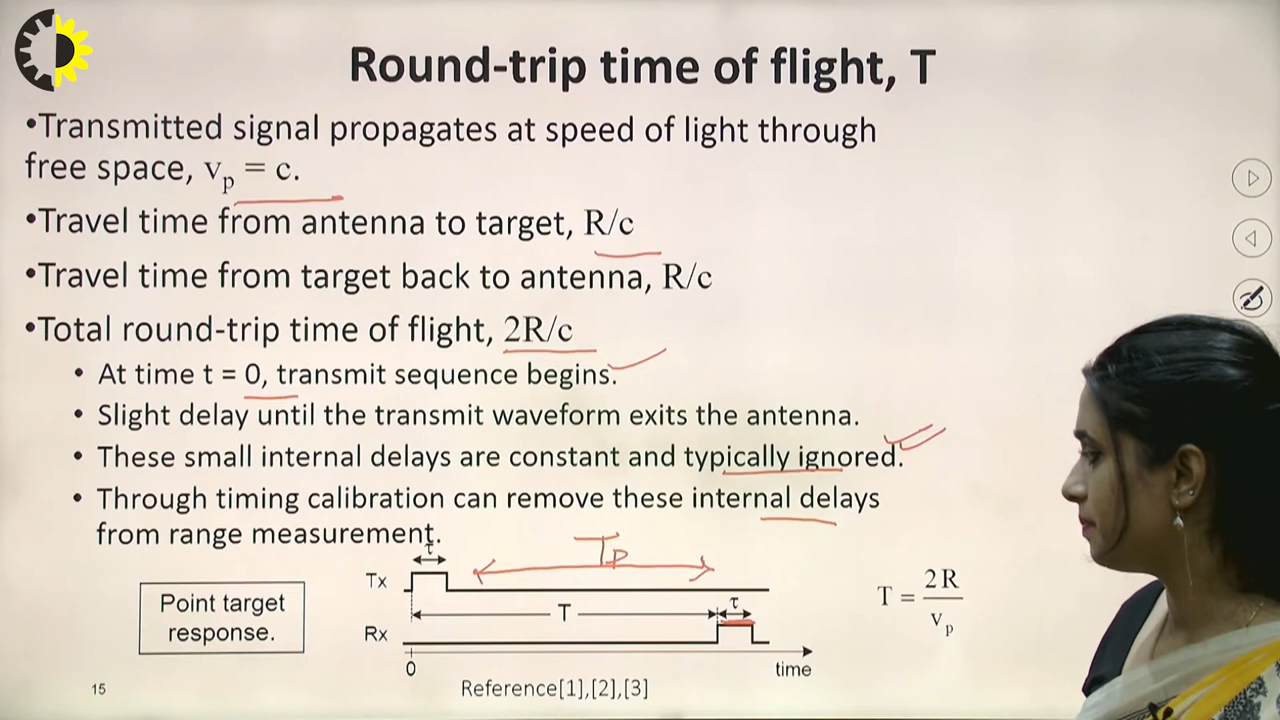 Round-trip time of flight, T
•Transmitted signal propagates at speed of light through
free space, vₚ = c.
•Travel time from antenna to target, R/c
•Travel time from target back to antenna, R/c
•Total round-trip time of flight, 2R/c
• At time t = 0, transmit sequence begins.
• Slight delay until the transmit waveform exits the antenna.
• These small internal delays are constant and typically ignored.
• Through timing calibration can remove these internal delays
from range measurement.
τ
Tₚ
Tx
T
τ
Rx
0
time
Point target
response.
T = 2R/vₚ
15
Reference[1],[2],[3]